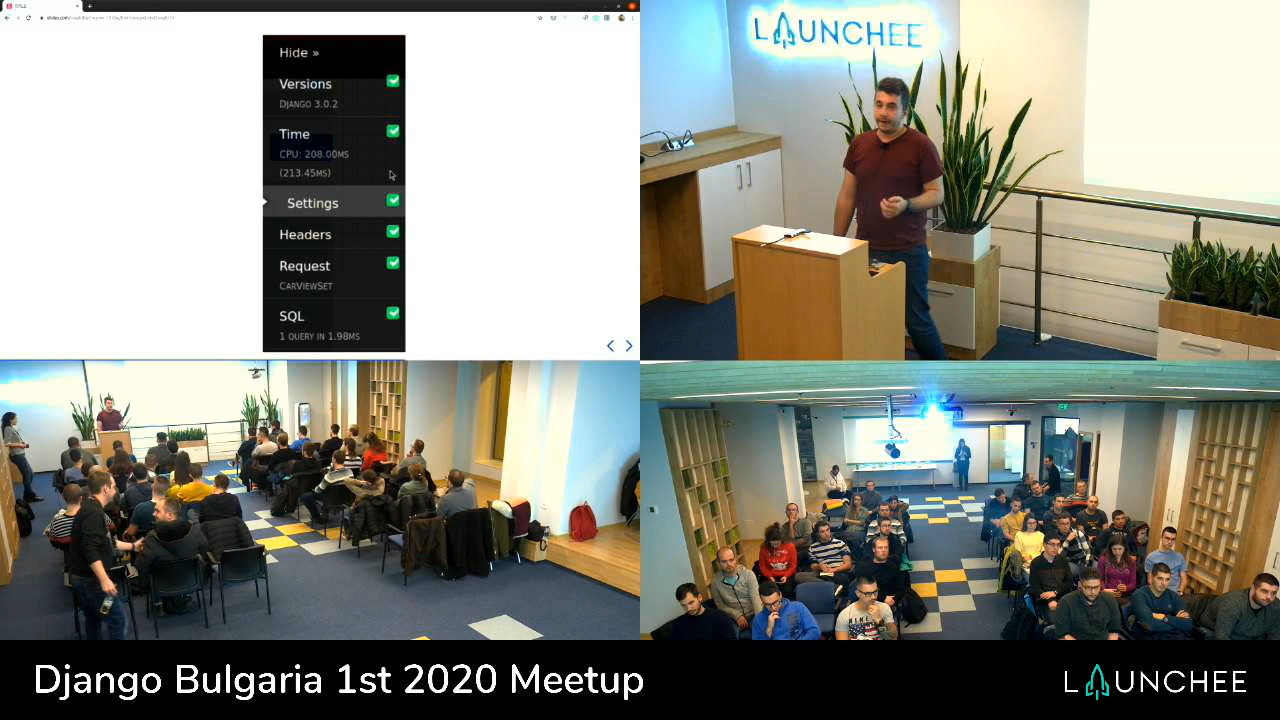 TITLE
Hide »
Versions
DJANGO 3.0.2
Time
CPU: 208.00MS
(213.45MS)
Settings
Headers
Request
CARVIEWSET
SQL
1 QUERY IN 1.98MS
LAUNCHEE
Django Bulgaria 1st 2020 Meetup
LAUNCHEE